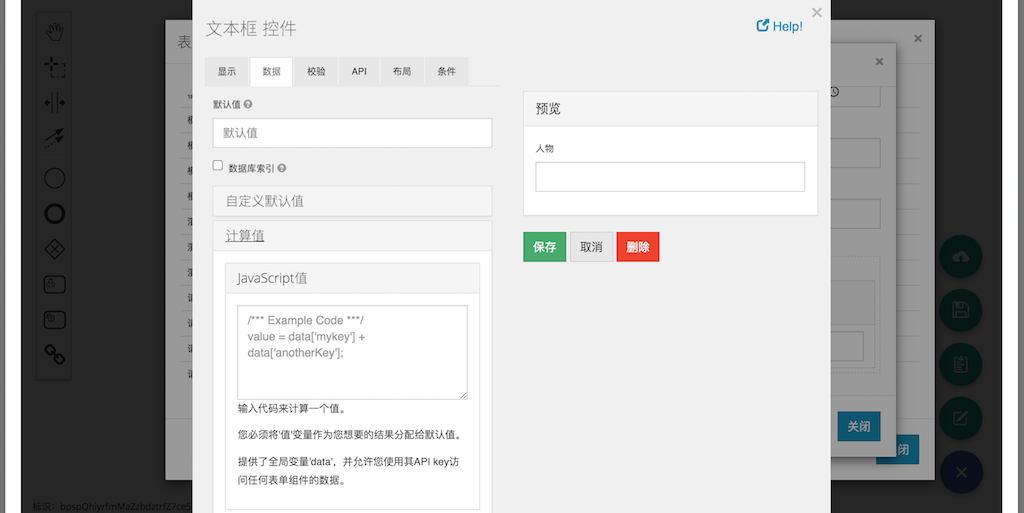 文本框 控件
Help!
×
显示
数据
校验
API
布局
条件
默认值
默认值
数据库索引
自定义默认值
计算值
JavaScript值
/*** Example Code ***/
value = data['mykey'] +
data['anotherKey'];
输入代码来计算一个值。
您必须将'值'变量作为您想要的结果分配给默认值。
提供了全局变量'data'，并允许您使用其API key访
问任何表单组件的数据。
预览
人物
保存
取消
删除
表
关闭
闭